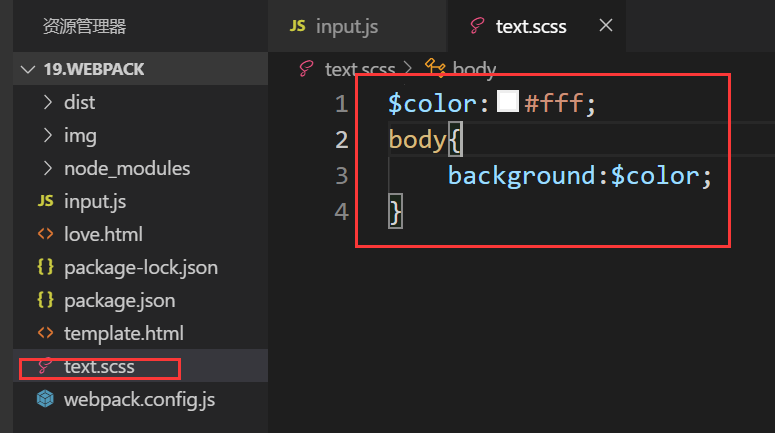 资源管理器
19.WEBPACK
dist
img
node_modules
JS input.js
<> love.html
{} package-lock.json
{} package.json
<> template.html
text.scss
webpack.config.js
JS input.js
text.scss ×
text.scss > body
1 $color:#fff;
2 body{
3 background:$color;
4 }